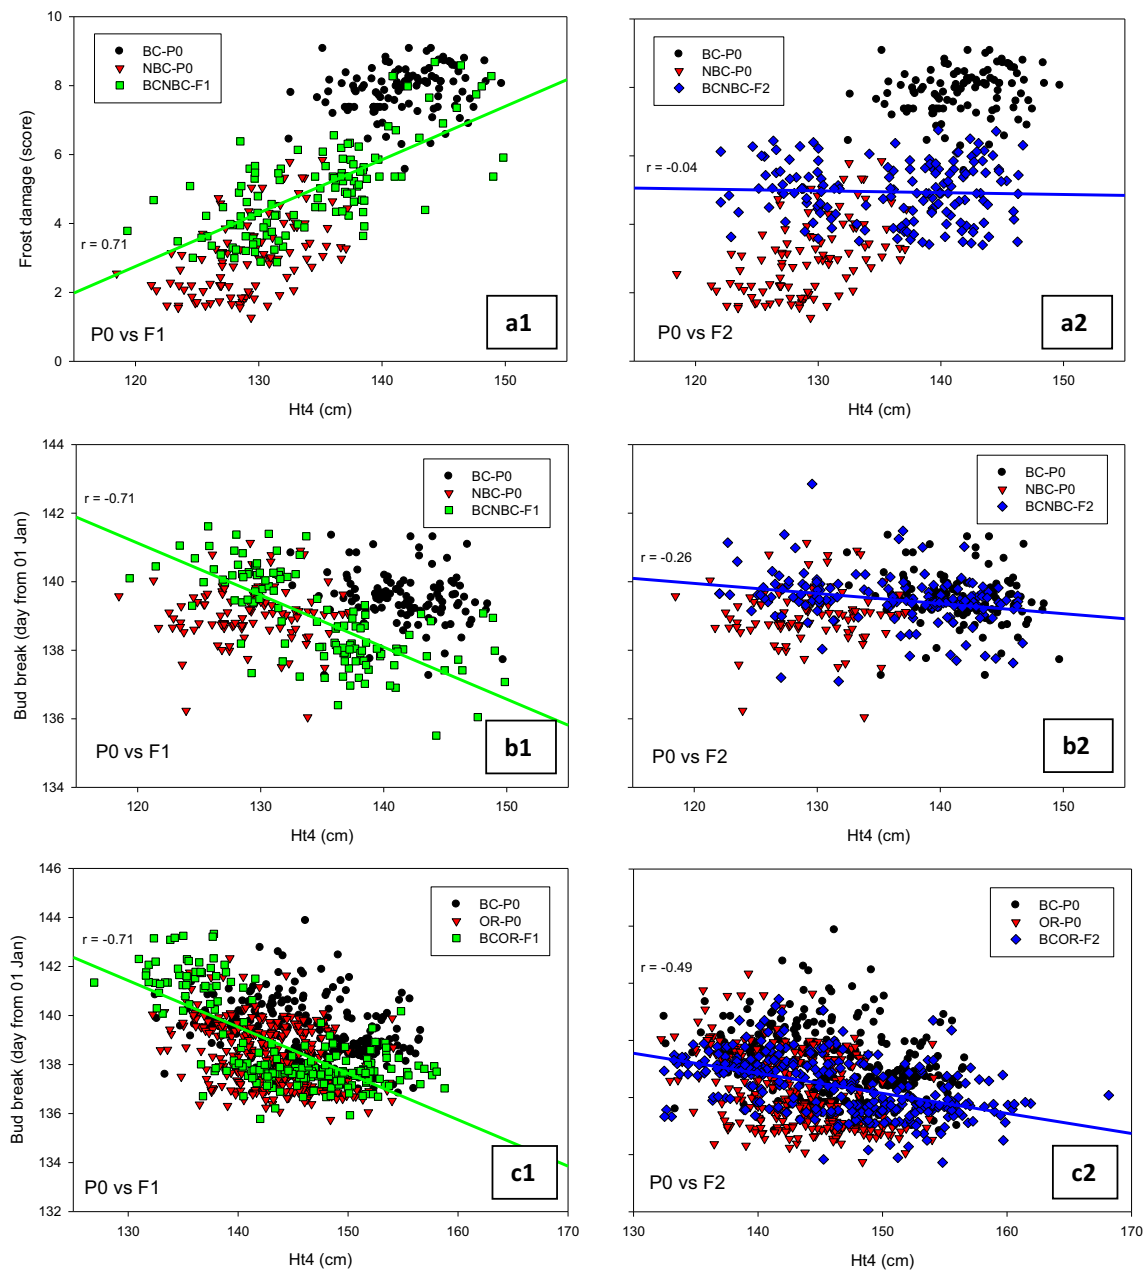 10
8
6
4
2
0
Frost damage (score)
BC-P0
NBC-P0
BCNBC-F1
r = 0.71
P0 vs F1
a1
120
130
140
150
Ht4 (cm)
BC-P0
NBC-P0
BCNBC-F2
r = -0.04
P0 vs F2
a2
120
130
140
150
Ht4 (cm)
144
142
140
138
136
134
Bud break (day from 01 Jan)
BC-P0
NBC-P0
BCNBC-F1
r = -0.71
P0 vs F1
b1
120
130
140
150
Ht4 (cm)
BC-P0
NBC-P0
BCNBC-F2
r = -0.26
P0 vs F2
b2
120
130
140
150
Ht4 (cm)
146
144
142
140
138
136
134
132
Bud break (day from 01 Jan)
BC-P0
OR-P0
BCOR-F1
r = -0.71
P0 vs F1
c1
130
140
150
160
170
Ht4 (cm)
BC-P0
OR-P0
BCOR-F2
r = -0.49
P0 vs F2
c2
130
140
150
160
170
Ht4 (cm)